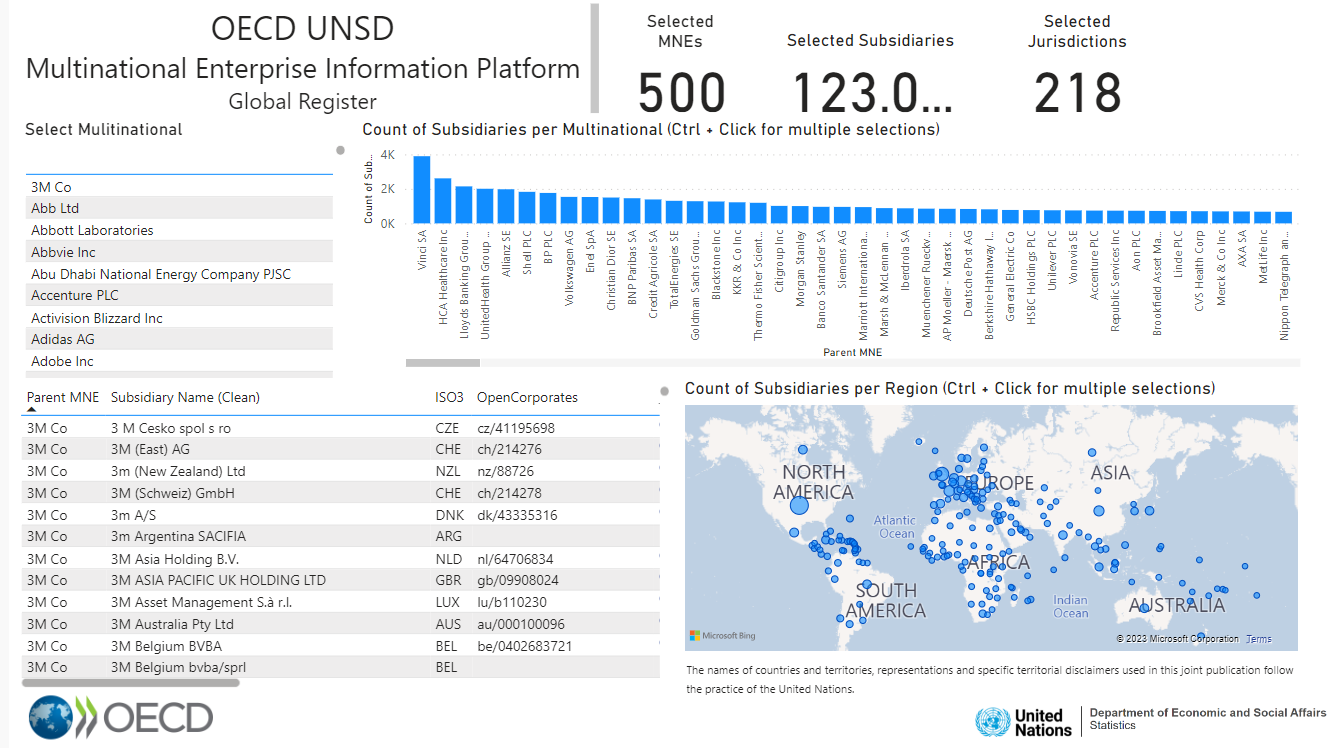 OECD UNSD
Multinational Enterprise Information Platform
Global Register
Selected
MNEs
500
Selected Subsidiaries
123.0...
Selected
Jurisdictions
218
Select Mulitinational
3M Co
Abb Ltd
Abbott Laboratories
Abbvie Inc
Abu Dhabi National Energy Company PJSC
Accenture PLC
Activision Blizzard Inc
Adidas AG
Adobe Inc
Count of Subsidiaries per Multinational (Ctrl + Click for multiple selections)
Count of Sub...
4K
2K
0K
Vinci SA
HCA Healthcare Inc
Lloyds Banking Grou...
UnitedHealth Group ...
Allianz SE
Shell PLC
BP PLC
Volkswagen AG
Enel SpA
Christian Dior SE
BNP Paribas SA
Credit Agricole SA
TotalEnergies SE
Goldman Sachs Grou...
Blackstone Inc
KKR & Co Inc
Thermo Fisher Scient...
Citigroup Inc
Morgan Stanley
Banco Santander SA
Siemens AG
Marriott Internationa...
Marsh & McLennan ...
Iberdrola SA
Muenchener Rueckv...
AP Moeller - Maersk ...
Deutsche Post AG
Berkshire Hathaway I...
General Electric Co
HSBC Holdings PLC
Unilever PLC
Vonovia SE
Accenture PLC
Republic Services Inc
Aon PLC
Brookfield Asset Ma...
Linde PLC
CVS Health Corp
Merck & Co Inc
AXA SA
MetLife Inc
Nippon Telegraph an...
Parent MNE
Parent MNE Subsidiary Name (Clean) ISO3 OpenCorporates
3M Co 3 M Cesko spol s ro CZE cz/41195698
3M Co 3M (East) AG CHE ch/214276
3M Co 3m (New Zealand) Ltd NZL nz/88726
3M Co 3M (Schweiz) GmbH CHE ch/214278
3M Co 3m A/S DNK dk/43335316
3M Co 3m Argentina SACIFIA ARG
3M Co 3M Asia Holding B.V. NLD nl/64706834
3M Co 3M ASIA PACIFIC UK HOLDING LTD GBR gb/09908024
3M Co 3M Asset Management S.à r.l. LUX lu/b110230
3M Co 3M Australia Pty Ltd AUS au/000100096
3M Co 3M Belgium BVBA BEL be/0402683721
3M Co 3M Belgium bvba/sprl BEL
Count of Subsidiaries per Region (Ctrl + Click for multiple selections)
NORTH
AMERICA
EUROPE
ASIA
Atlantic
Ocean
AFRICA
SOUTH
AMERICA
Indian
Ocean
AUSTRALIA
Microsoft Bing
© 2023 Microsoft Corporation Terms
The names of countries and territories, representations and specific territorial disclaimers used in this joint publication follow
the practice of the United Nations.
OECD
United
Nations
Department of Economic and Social Affairs
Statistics